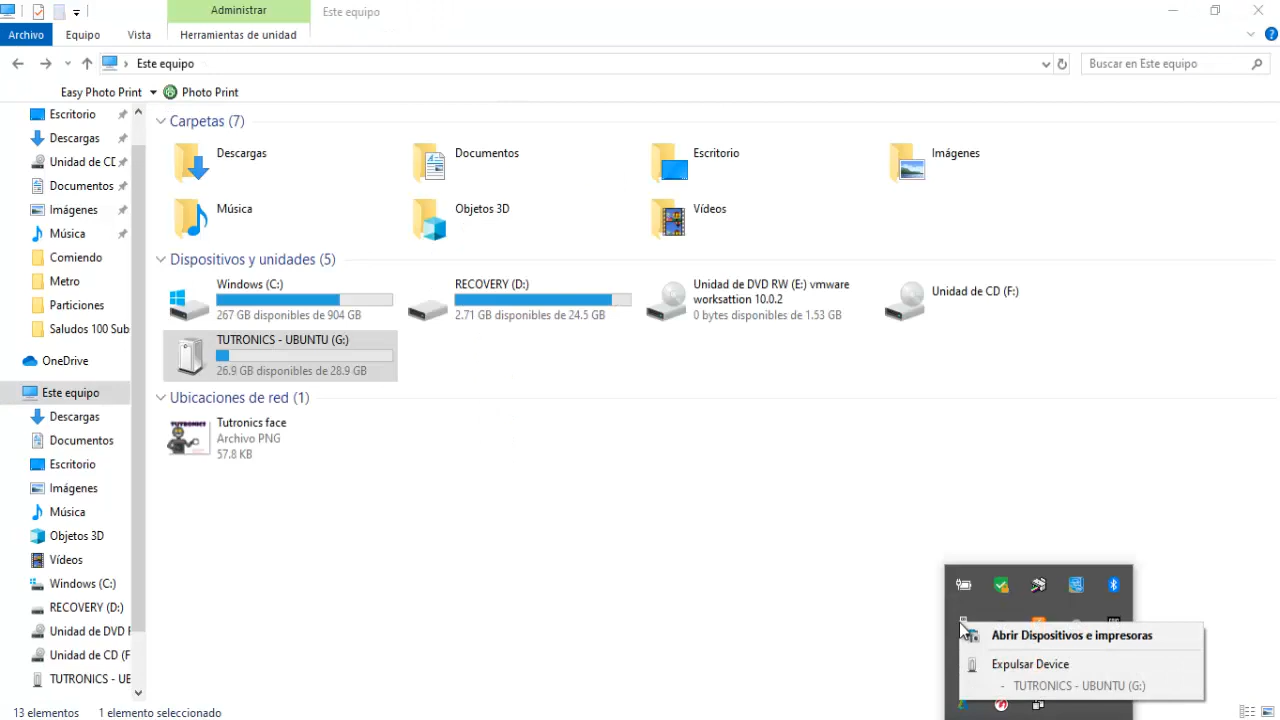 Administrar
Este equipo
Archivo
Equipo
Vista
Herramientas de unidad
Este equipo
Buscar en Este equipo
Easy Photo Print
Photo Print
Escritorio
Descargas
Unidad de CD
Documentos
Imágenes
Música
Comiendo
Metro
Particiones
Saludos 100 Sub
OneDrive
Este equipo
Descargas
Documentos
Escritorio
Imágenes
Música
Objetos 3D
Vídeos
Windows (C:)
RECOVERY (D:)
Unidad de DVD R
Unidad de CD (F
TUTRONICS - UB
Carpetas (7)
Descargas
Documentos
Escritorio
Imágenes
Música
Objetos 3D
Vídeos
Dispositivos y unidades (5)
Windows (C:)
267 GB disponibles de 904 GB
RECOVERY (D:)
2.71 GB disponibles de 24.5 GB
Unidad de DVD RW (E:) vmware
worksattion 10.0.2
0 bytes disponibles de 1.53 GB
Unidad de CD (F:)
TUTRONICS - UBUNTU (G:)
26.9 GB disponibles de 28.9 GB
Ubicaciones de red (1)
TUTRONICS
Tutronics face
Archivo PNG
57.8 KB
Abrir Dispositivos e impresoras
Expulsar Device
- TUTRONICS - UBUNTU (G:)
13 elementos
1 elemento seleccionado